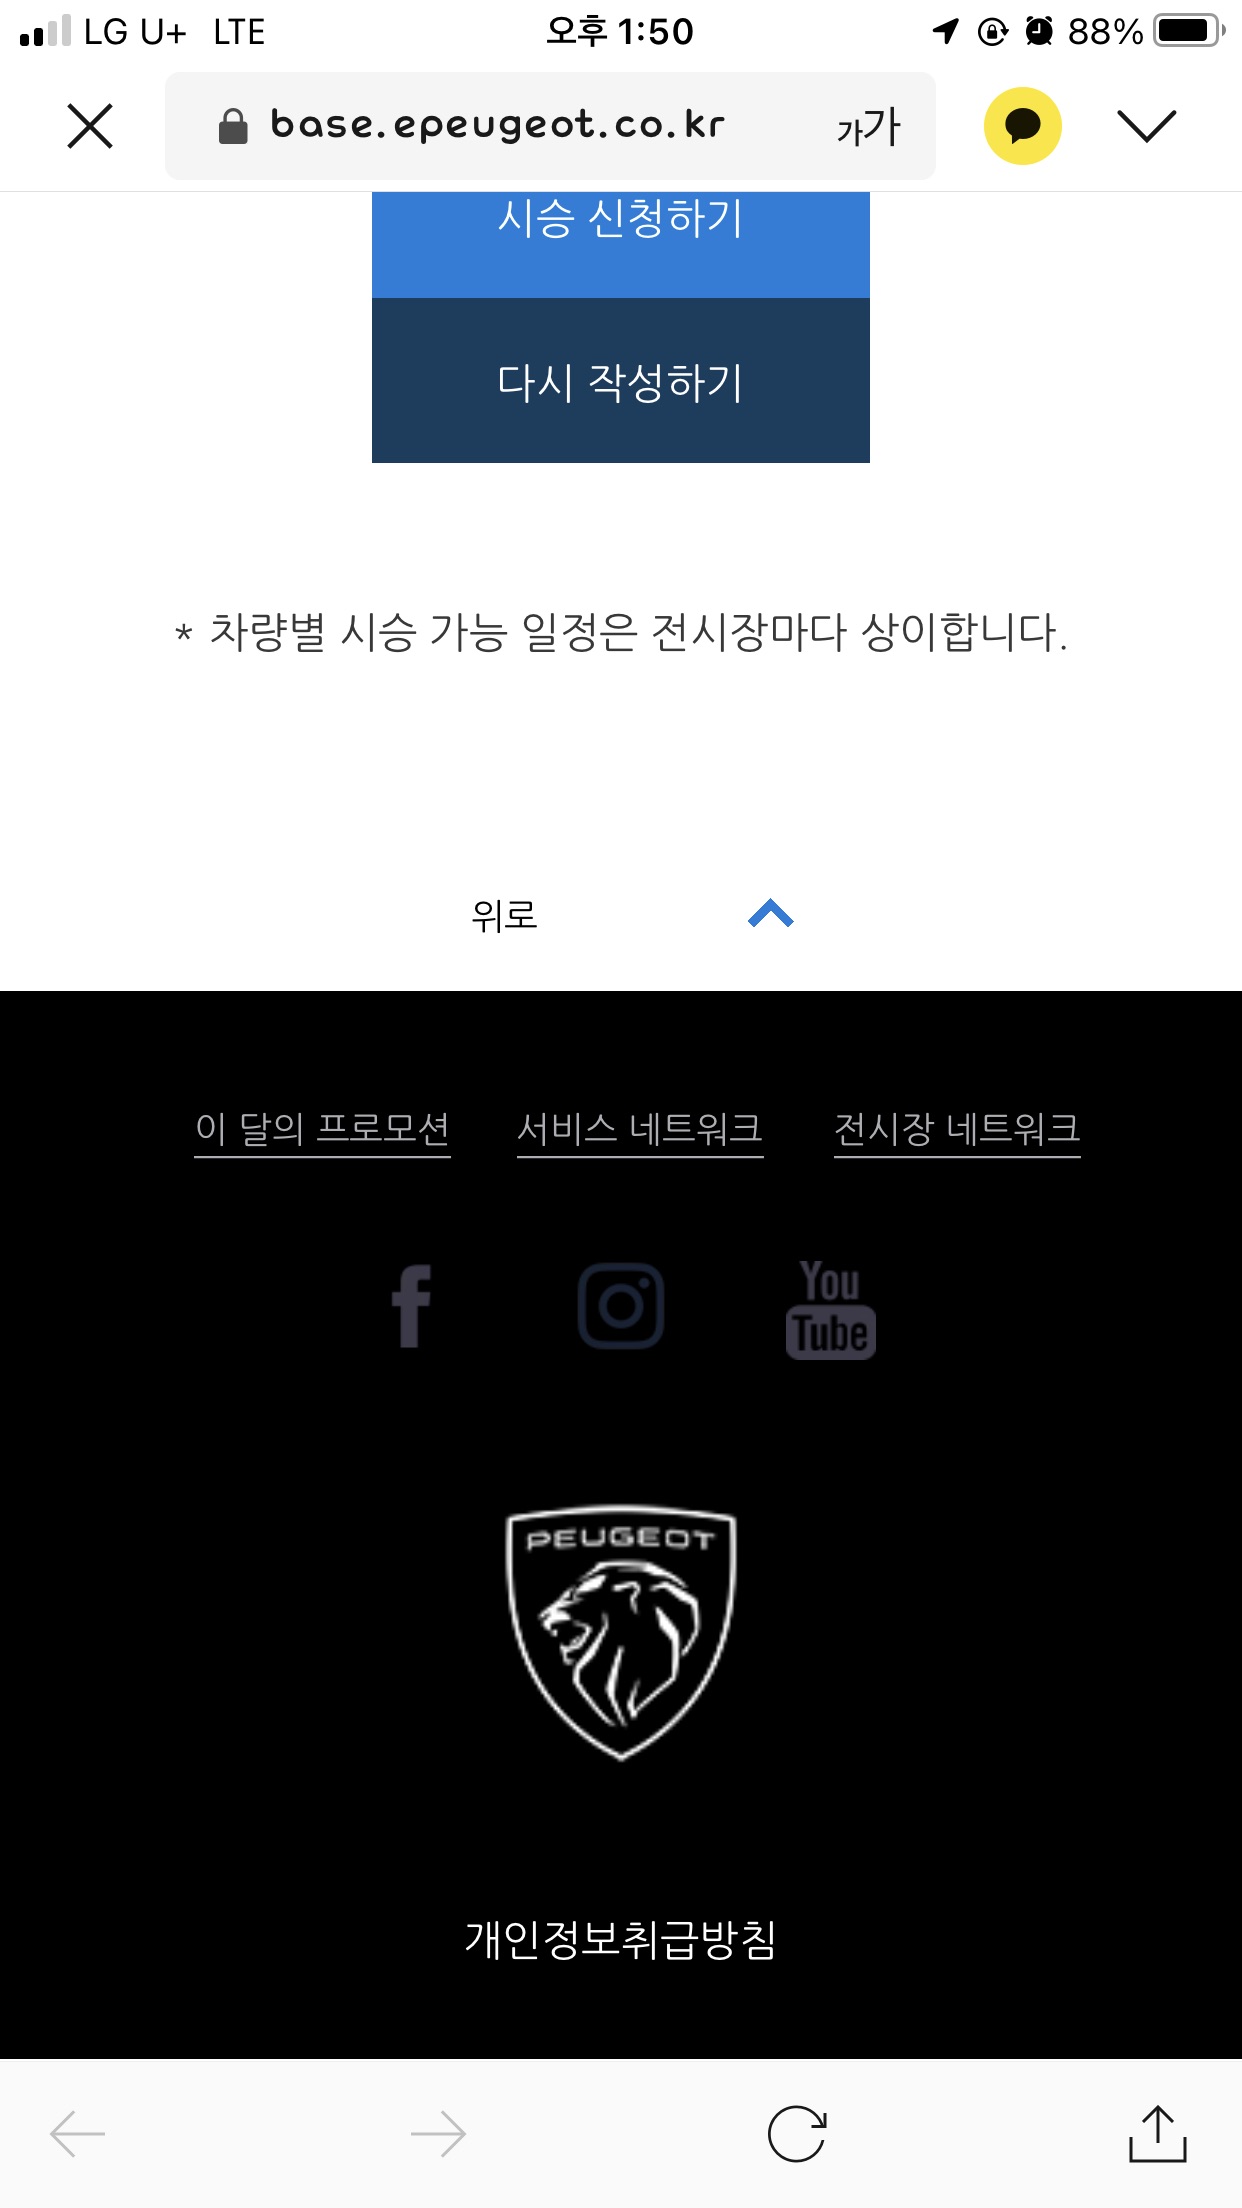 LG U+ LTE 오후 1:50 88%
base.epeugeot.co.kr 가가
시승 신청하기
다시 작성하기
* 차량별 시승 가능 일정은 전시장마다 상이합니다.
위로
이 달의 프로모션 서비스 네트워크 전시장 네트워크
You
Tube
PEUGEOT
개인정보취급방침